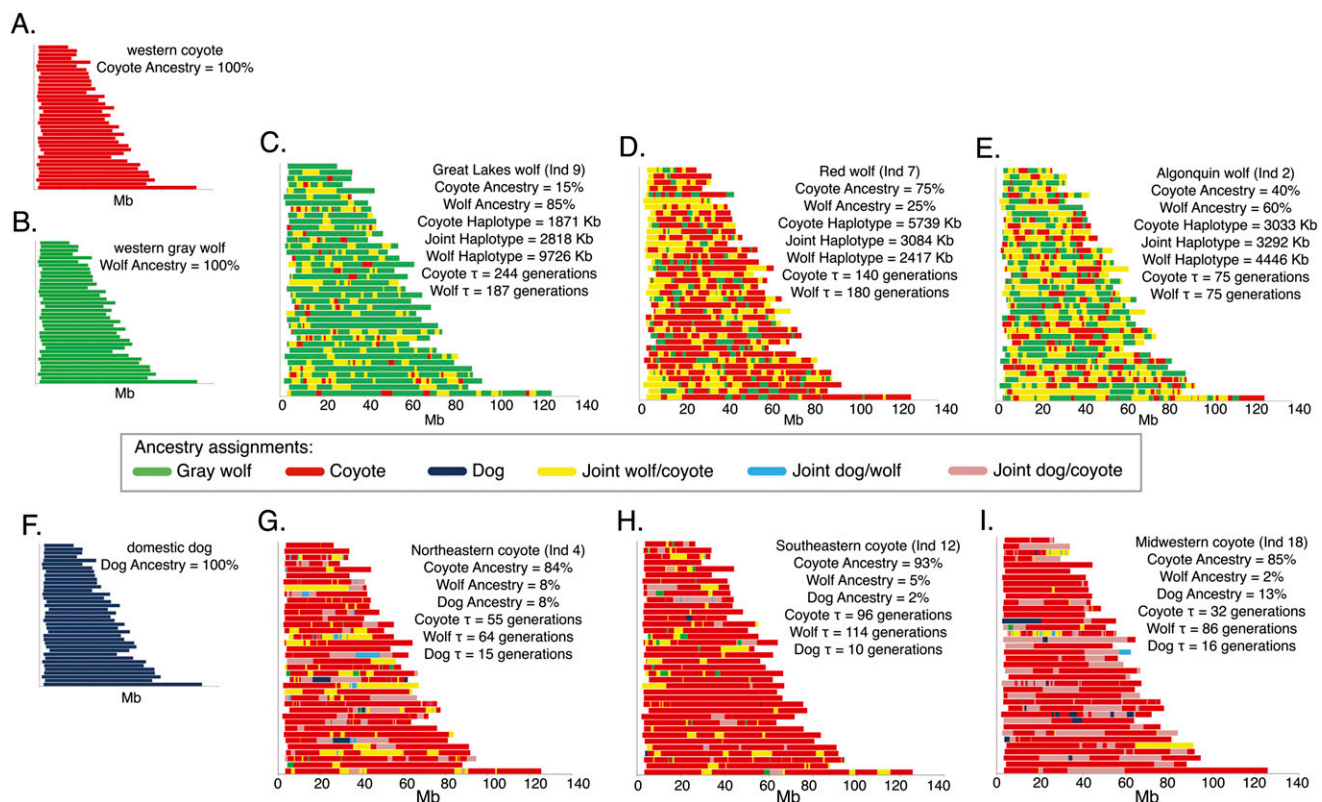 A.
western coyote
Coyote Ancestry = 100%
Mb
B.
western gray wolf
Wolf Ancestry = 100%
Mb
C.
Great Lakes wolf (Ind 9)
Coyote Ancestry = 15%
Wolf Ancestry = 85%
Coyote Haplotype = 1871 Kb
Joint Haplotype = 2818 Kb
Wolf Haplotype = 9726 Kb
Coyote τ = 244 generations
Wolf τ = 187 generations
0 20 40 60 80 100 120 140
Mb
D.
Red wolf (Ind 7)
Coyote Ancestry = 75%
Wolf Ancestry = 25%
Coyote Haplotype = 5739 Kb
Joint Haplotype = 3084 Kb
Wolf Haplotype = 2417 Kb
Coyote τ = 140 generations
Wolf τ = 180 generations
0 20 40 60 80 100 120 140
Mb
E.
Algonquin wolf (Ind 2)
Coyote Ancestry = 40%
Wolf Ancestry = 60%
Coyote Haplotype = 3033 Kb
Joint Haplotype = 3292 Kb
Wolf Haplotype = 4446 Kb
Coyote τ = 75 generations
Wolf τ = 75 generations
0 20 40 60 80 100 120 140
Mb
Ancestry assignments:
Gray wolf Coyote Dog Joint wolf/coyote Joint dog/wolf Joint dog/coyote
F.
domestic dog
Dog Ancestry = 100%
Mb
G.
Northeastern coyote (Ind 4)
Coyote Ancestry = 84%
Wolf Ancestry = 8%
Dog Ancestry = 8%
Coyote τ = 55 generations
Wolf τ = 64 generations
Dog τ = 15 generations
0 20 40 60 80 100 120 140
Mb
H.
Southeastern coyote (Ind 12)
Coyote Ancestry = 93%
Wolf Ancestry = 5%
Dog Ancestry = 2%
Coyote τ = 96 generations
Wolf τ = 114 generations
Dog τ = 10 generations
0 20 40 60 80 100 120 140
Mb
I.
Midwestern coyote (Ind 18)
Coyote Ancestry = 85%
Wolf Ancestry = 2%
Dog Ancestry = 13%
Coyote τ = 32 generations
Wolf τ = 86 generations
Dog τ = 16 generations
0 20 40 60 80 100 120 140
Mb